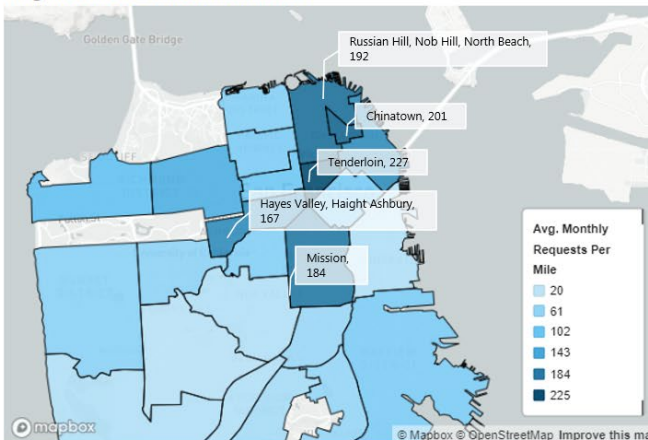 Golden Gate Bridge
Russian Hill, Nob Hill, North Beach,
192
Chinatown, 201
Tenderloin, 227
Hayes Valley, Haight Ashbury,
167
Mission,
184
Avg. Monthly
Requests Per
Mile
20
61
102
143
184
225
mapbox
© Mapbox © OpenStreetMap Improve this ma